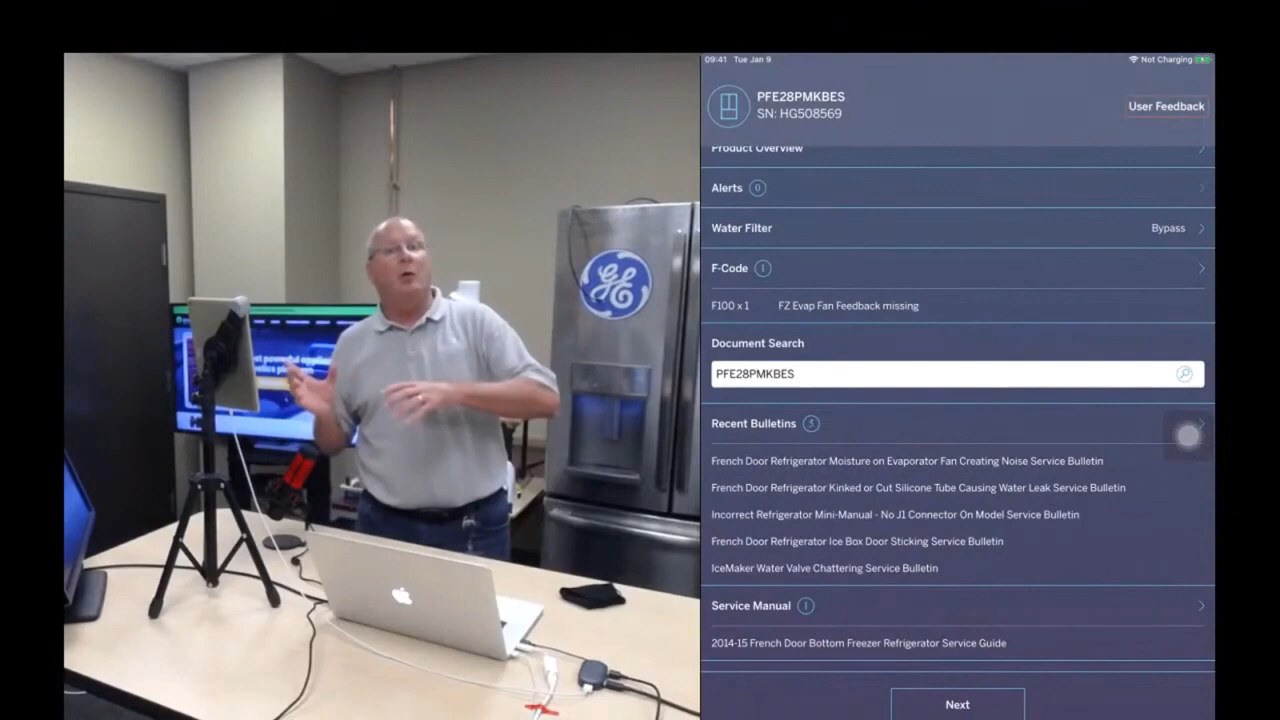 09:41 Tue Jan 9
Not Charging
PFE28PMKBES
SN: HG508569
User Feedback
Product Overview
Alerts 0
Water Filter Bypass
F-Code 1
F100 x 1 FZ Evap Fan Feedback missing
Document Search
PFE28PMKBES
Recent Bulletins 5
French Door Refrigerator Moisture on Evaporator Fan Creating Noise Service Bulletin
French Door Refrigerator Kinked or Cut Silicone Tube Causing Water Leak Service Bulletin
Incorrect Refrigerator Mini-Manual - No J1 Connector On Model Service Bulletin
French Door Refrigerator Ice Box Door Sticking Service Bulletin
IceMaker Water Valve Chattering Service Bulletin
Service Manual 1
2014-15 French Door Bottom Freezer Refrigerator Service Guide
Next
GE
powerful